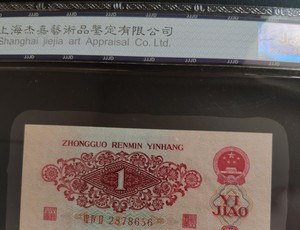 上海杰嘉藝術品鑒定有限公司
Shanghai jiejia art Appraisal Co. Ltd.
ZHONGGUO RENMIN YINHANG
1
YI
JIAO
2878656